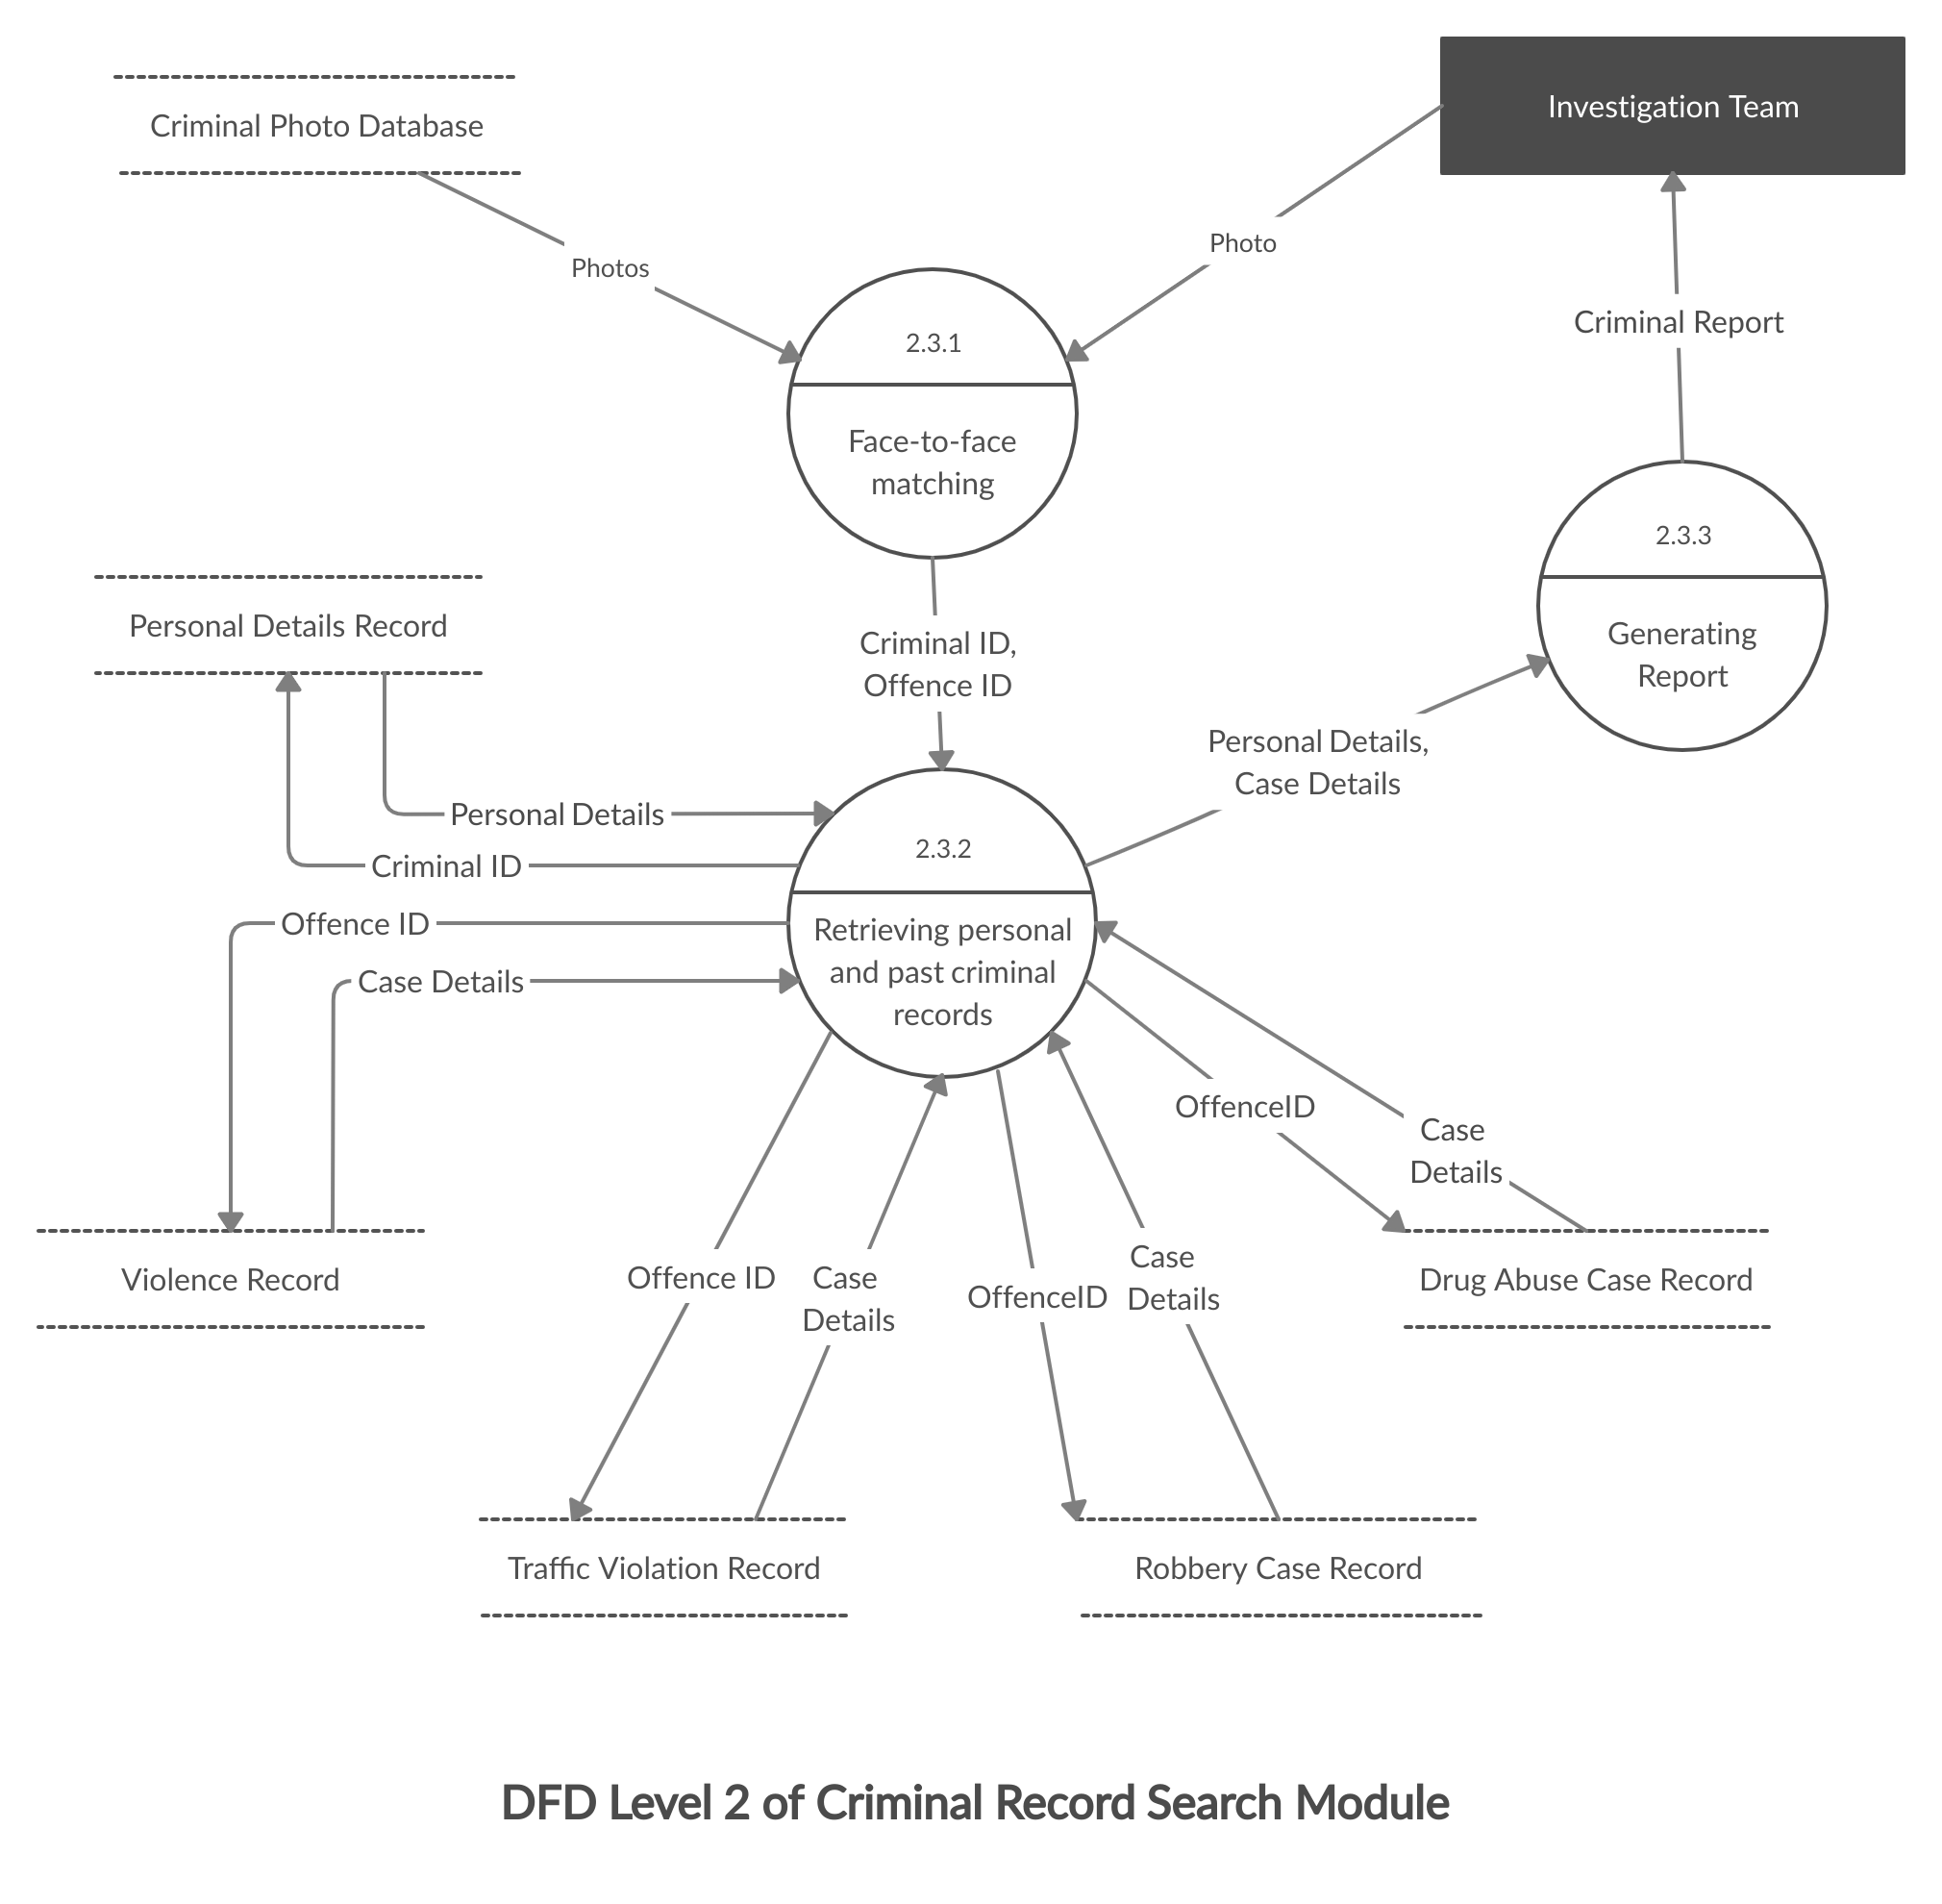 Criminal Photo Database
Investigation Team
Photos
Photo
2.3.1
Face-to-face
matching
Criminal Report
2.3.3
Generating
Report
Personal Details Record
Criminal ID,
Offence ID
Personal Details,
Case Details
Personal Details
Criminal ID
Offence ID
Case Details
2.3.2
Retrieving personal
and past criminal
records
OffenceID
Case
Details
Violence Record
Offence ID
Case
Details
OffenceID
Case
Details
Drug Abuse Case Record
Traffic Violation Record
Robbery Case Record
DFD Level 2 of Criminal Record Search Module